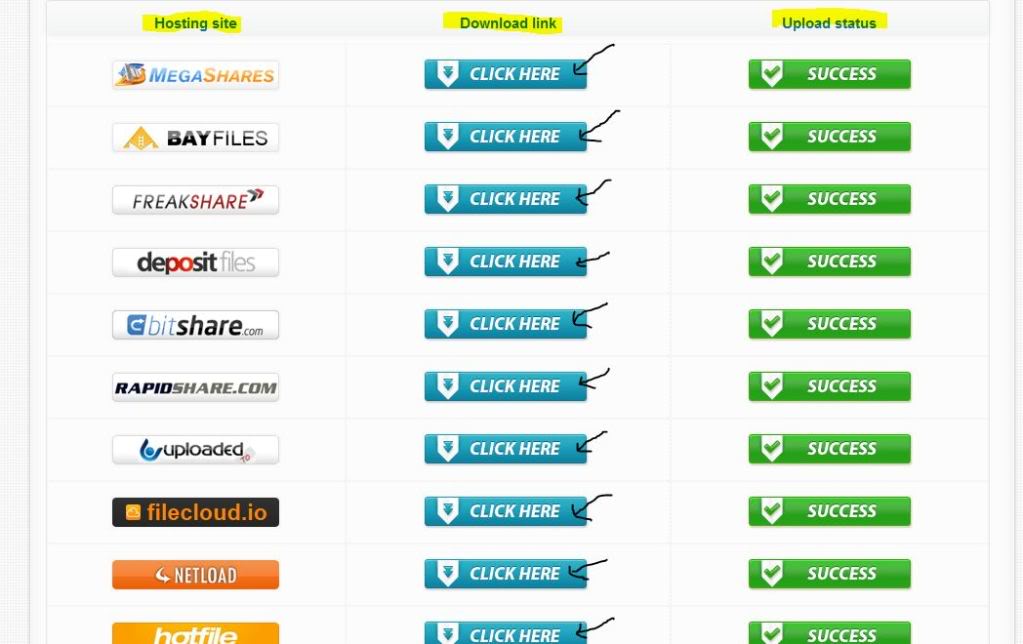 Hosting site Download link Upload status
MEGASHARES CLICK HERE SUCCESS
BAYFILES CLICK HERE SUCCESS
FREAKSHARE CLICK HERE SUCCESS
depositfiles CLICK HERE SUCCESS
bitshare.com CLICK HERE SUCCESS
RAPIDSHARE.COM CLICK HERE SUCCESS
uploaded TO CLICK HERE SUCCESS
filecloud.io CLICK HERE SUCCESS
NETLOAD CLICK HERE SUCCESS
hotfile CLICK HERE SUCCESS